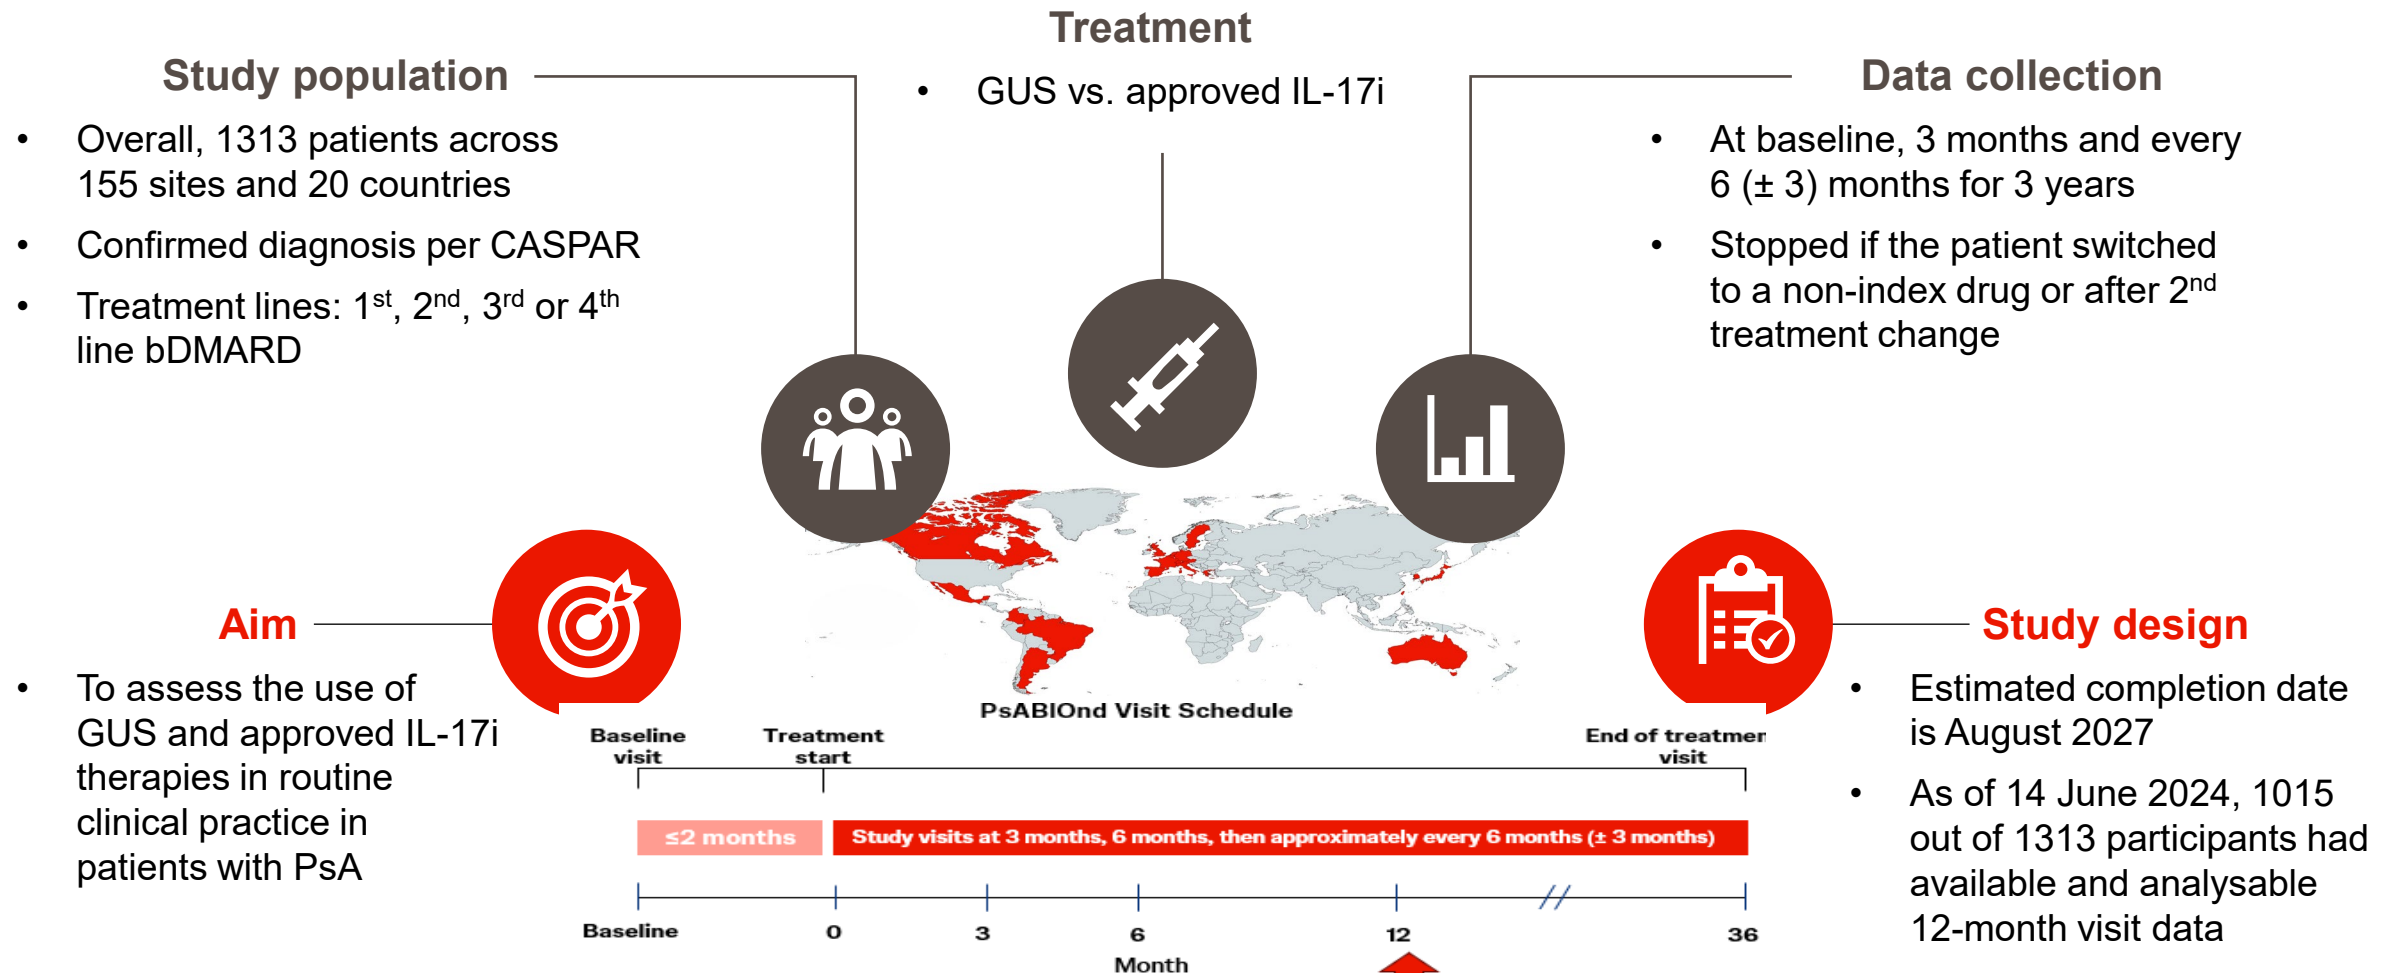 Treatment
• GUS vs. approved IL-17i
Study population
• Overall, 1313 patients across
155 sites and 20 countries
• Confirmed diagnosis per CASPAR
• Treatment lines: 1st, 2nd, 3rd or 4th
line bDMARD
Data collection
• At baseline, 3 months and every
6 (± 3) months for 3 years
• Stopped if the patient switched
to a non-index drug or after 2nd
treatment change
Aim
• To assess the use of
GUS and approved IL-17i
therapies in routine
clinical practice in
patients with PsA
Study design
• Estimated completion date
is August 2027
• As of 14 June 2024, 1015
out of 1313 participants had
available and analysable
12-month visit data
PsABIOnd Visit Schedule
Baseline
visit
Treatment
start
End of treatmen
visit
≤2 months
Study visits at 3 months, 6 months, then approximately every 6 months (± 3 months)
Baseline 0 3 6 12 36
Month